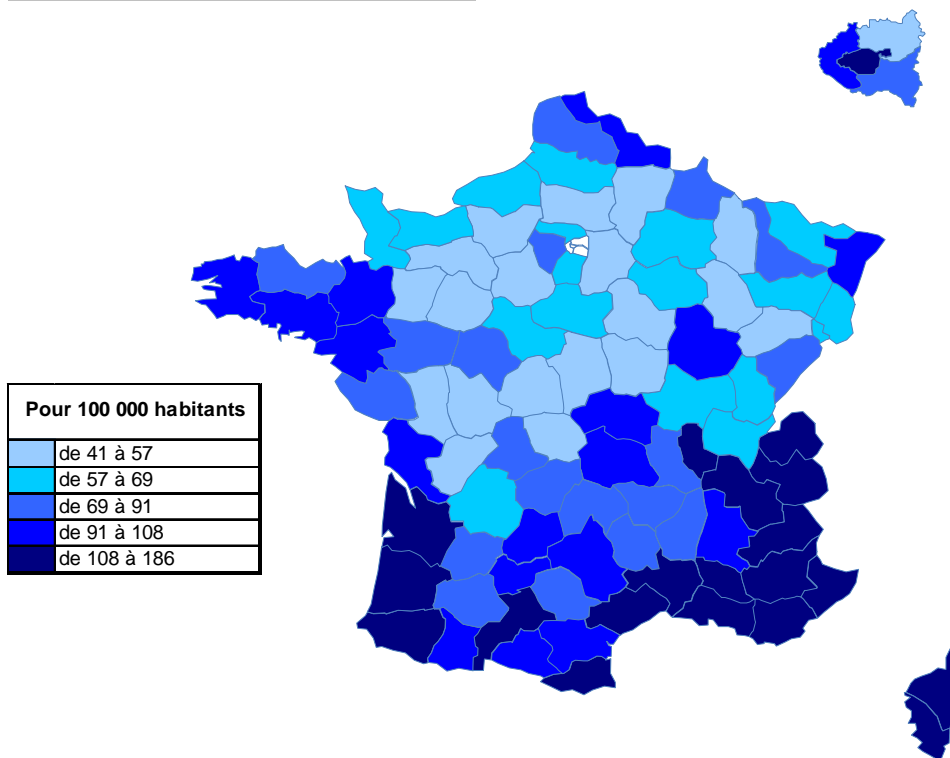 Pour 100 000 habitants
de 41 à 57
de 57 à 69
de 69 à 91
de 91 à 108
de 108 à 186